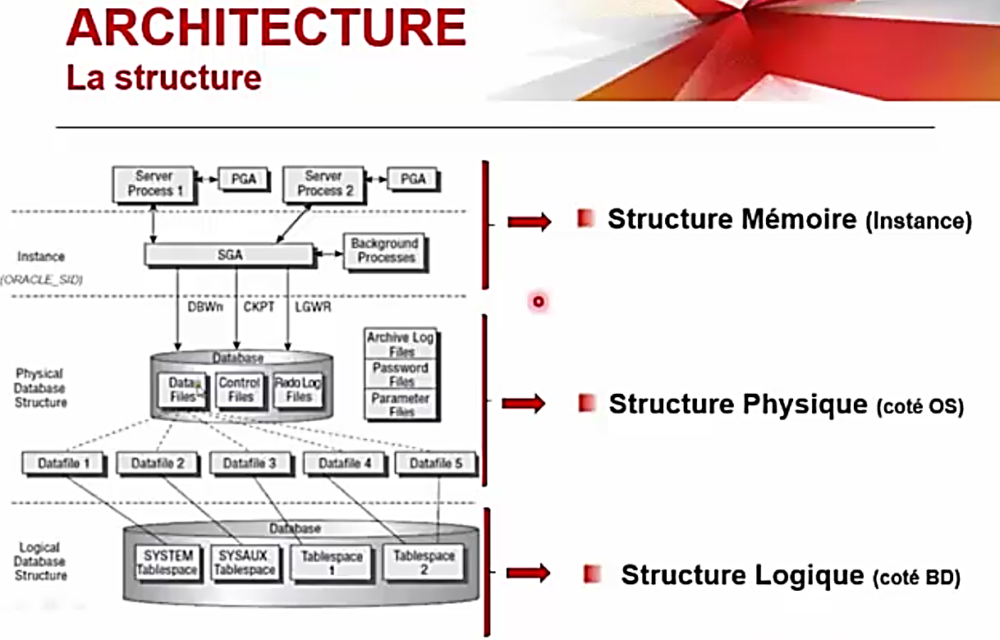 ARCHITECTURE
La structure
Server
Process 1
PGA
Server
Process 2
PGA
Structure Mémoire (Instance)
Instance
(ORACLE_SID)
SGA
Background
Processes
DBWn
CKPT
LGWR
Physical
Database
Structure
Database
Data
Files
Control
Files
Redo Log
Files
Archive Log
Files
Password
Files
Parameter
Files
Structure Physique (coté OS)
Datafile 1
Datafile 2
Datafile 3
Datafile 4
Datafile 5
Logical
Database
Structure
Database
SYSTEM
Tablespace
SYSAUX
Tablespace
Tablespace
1
Tablespace
2
Structure Logique (coté BD)